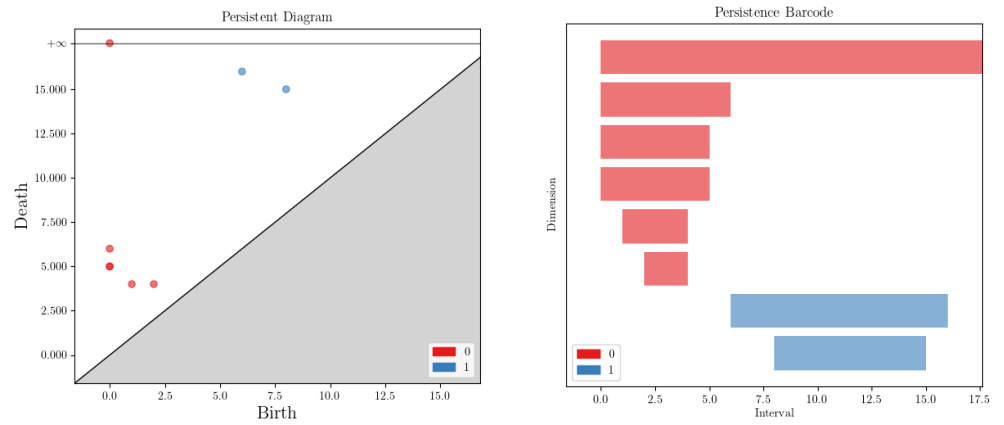 Persistent Diagram
+∞
15.000
12.500
10.000
7.500
5.000
2.500
0.000
Death
0.0 2.5 5.0 7.5 10.0 12.5 15.0
Birth
0
1
Persistence Barcode
Dimension
0
1
0.0 2.5 5.0 7.5 10.0 12.5 15.0 17.5
Interval